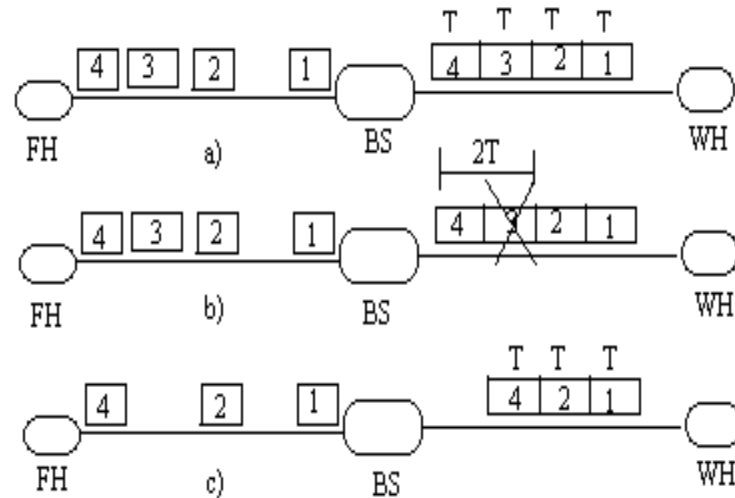 T T T T
4 3 2 1 4 3 2 1
FH BS WH
a)
2T
4 3 2 1 4 3 2 1
FH BS WH
b)
T T T
4 2 1 4 2 1
FH BS WH
c)